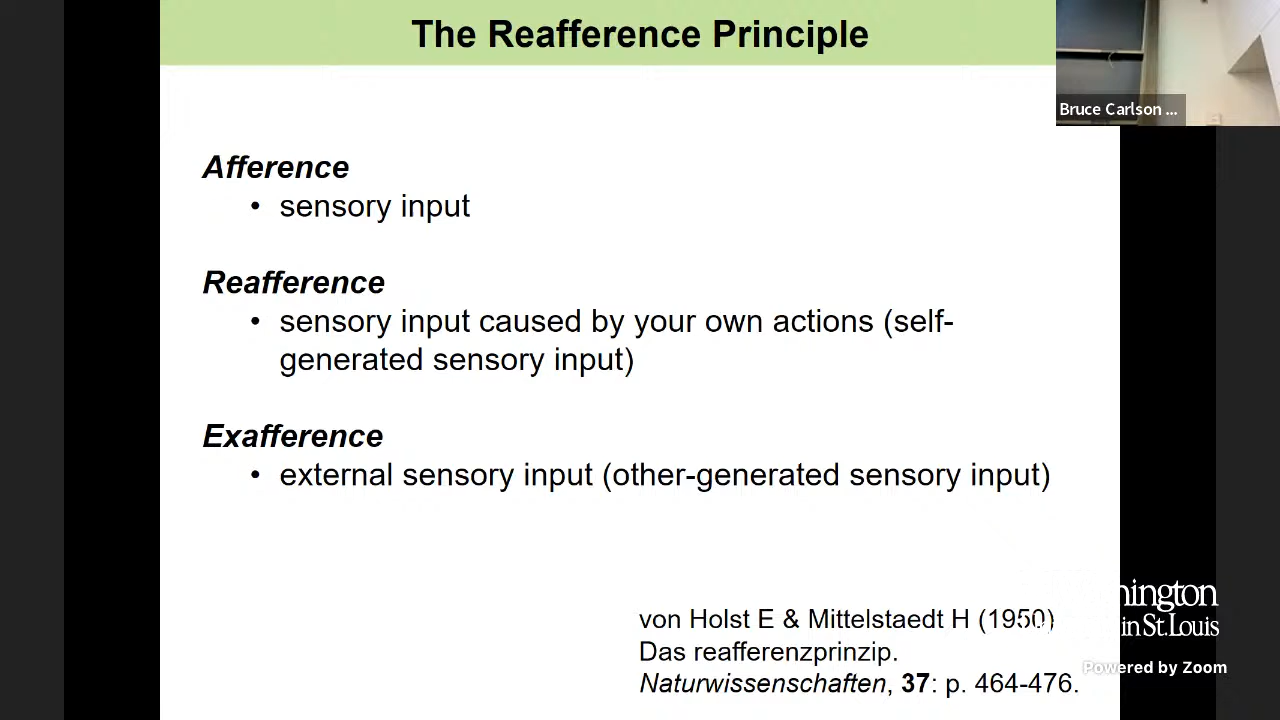 The Reafference Principle
Bruce Carlson ...
Afference
• sensory input
Reafference
• sensory input caused by your own actions (self-
generated sensory input)
Exafference
• external sensory input (other-generated sensory input)
von Holst E & Mittelstaedt H (1950)
Das reafferenzprinzip.
Naturwissenschaften, 37: p. 464-476.
in St. Louis
Powered by Zoom